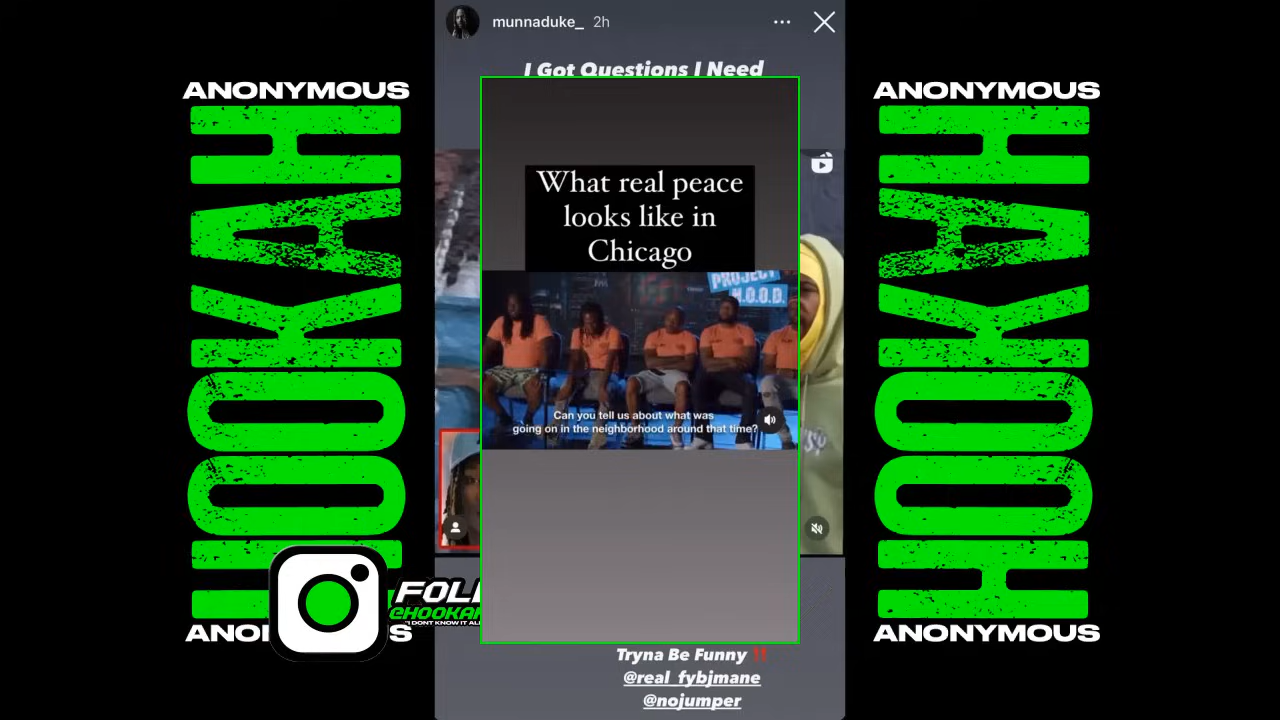 munnaduke_ 2h
I Got Questions I Need
ANONYMOUS
HOOKAH
ANONYMOUS
HOOKAH
What real peace
looks like in
Chicago
PROJECT
H.O.O.D.
Can you tell us about what was
going on in the neighborhood around that time?
@HOOKAH
ANONYMOUS
Tryna Be Funny ‼️
@real_fybjmane
@nojumper